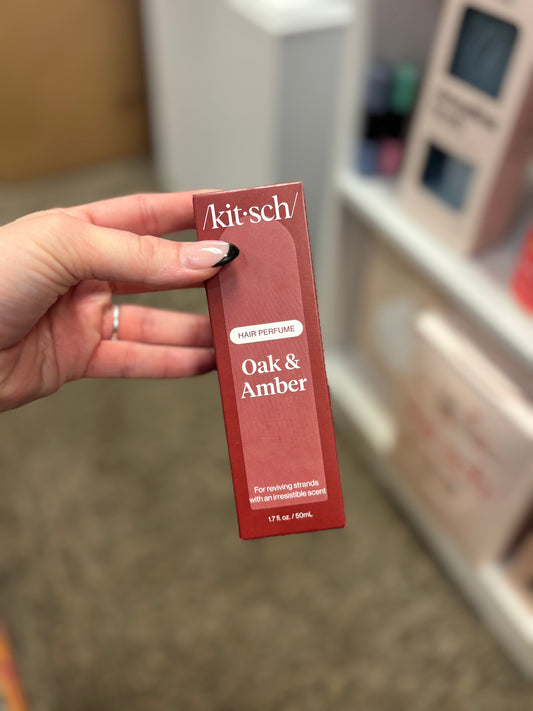 /kit·sch/
HAIR PERFUME
Oak &
Amber
For reviving strands
with an irresistible scent
1.7 fl. oz. / 50mL